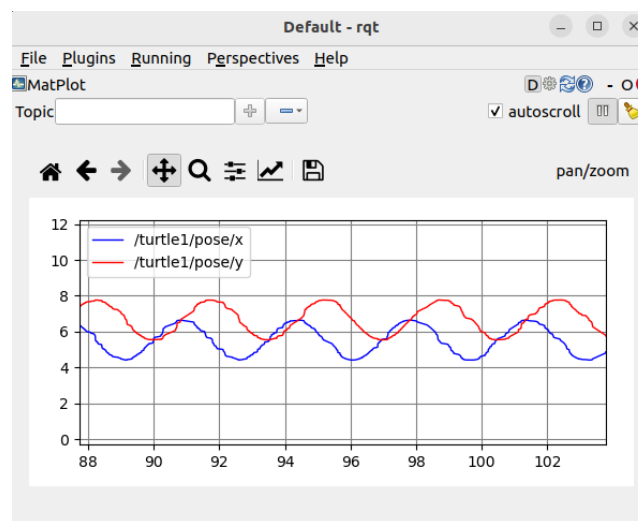 Default - rqt
File Plugins Running Perspectives Help
MatPlot D - O
Topic autoscroll
pan/zoom
12
/turtle1/pose/x
10
/turtle1/pose/y
8
6
4
2
0
88 90 92 94 96 98 100 102